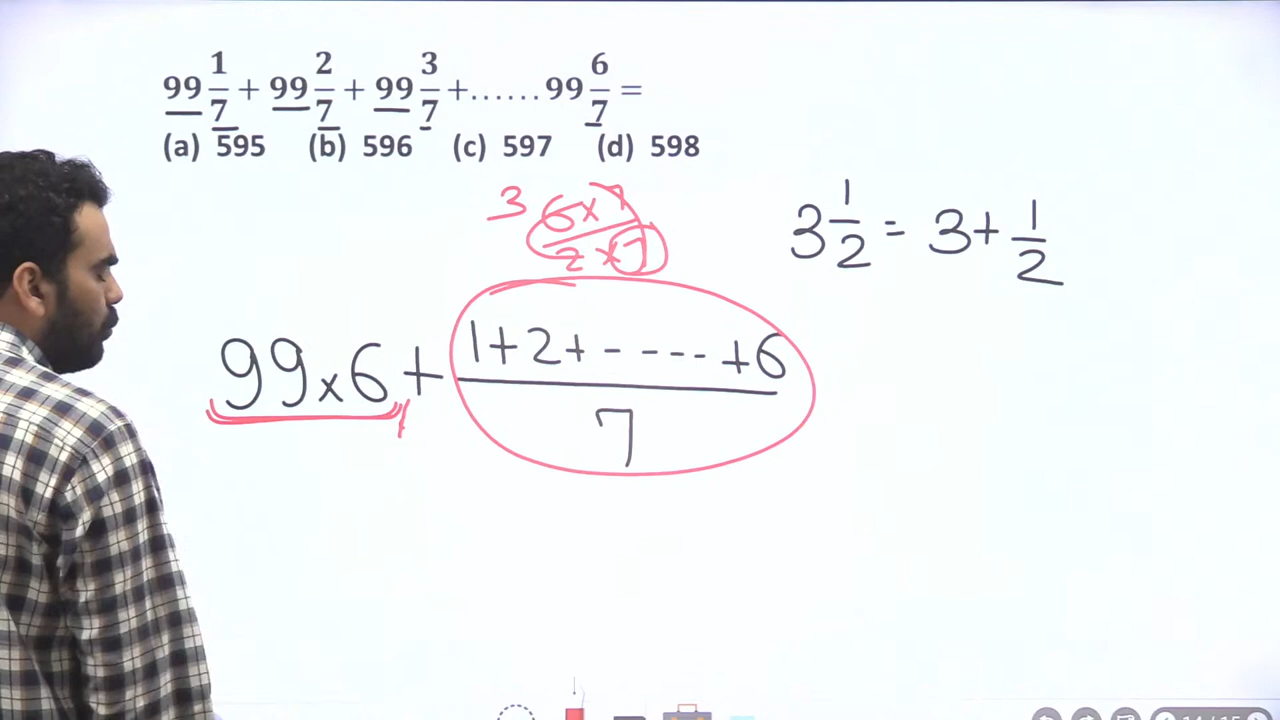 99 1/7 + 99 2/7 + 99 3/7 +...... 99 6/7 =
(a) 595 (b) 596 (c) 597 (d) 598
3 6×7/2×7
3 1/2 = 3 + 1/2
99×6 + 1+2+-----+6/7